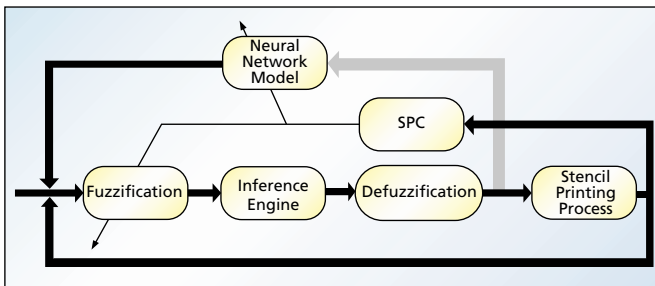 Neural
Network
Model
SPC
Fuzzification
Inference
Engine
Defuzzification
Stencil
Printing
Process